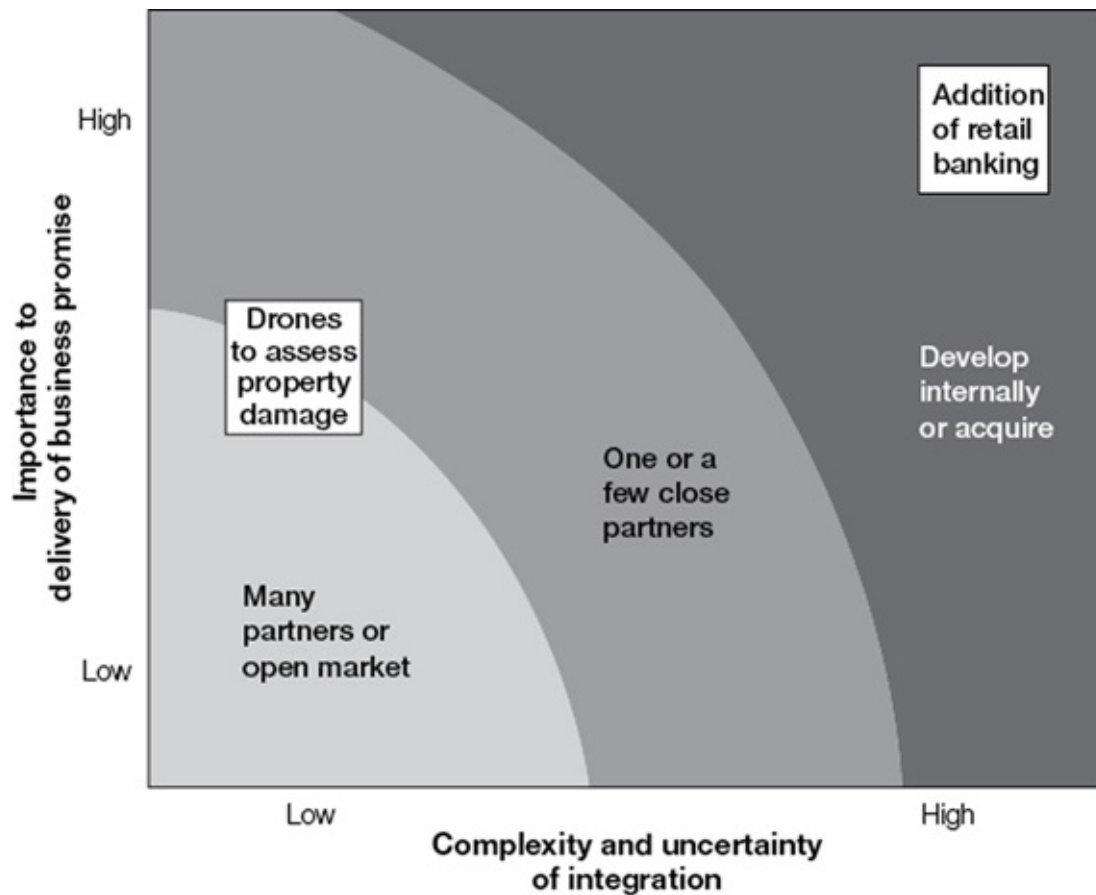 High
Low
Importance to
delivery of business promise
Addition
of retail
banking
Drones
to assess
property
damage
Develop
internally
or acquire
One or a
few close
partners
Many
partners or
open market
Low
High
Complexity and uncertainty
of integration